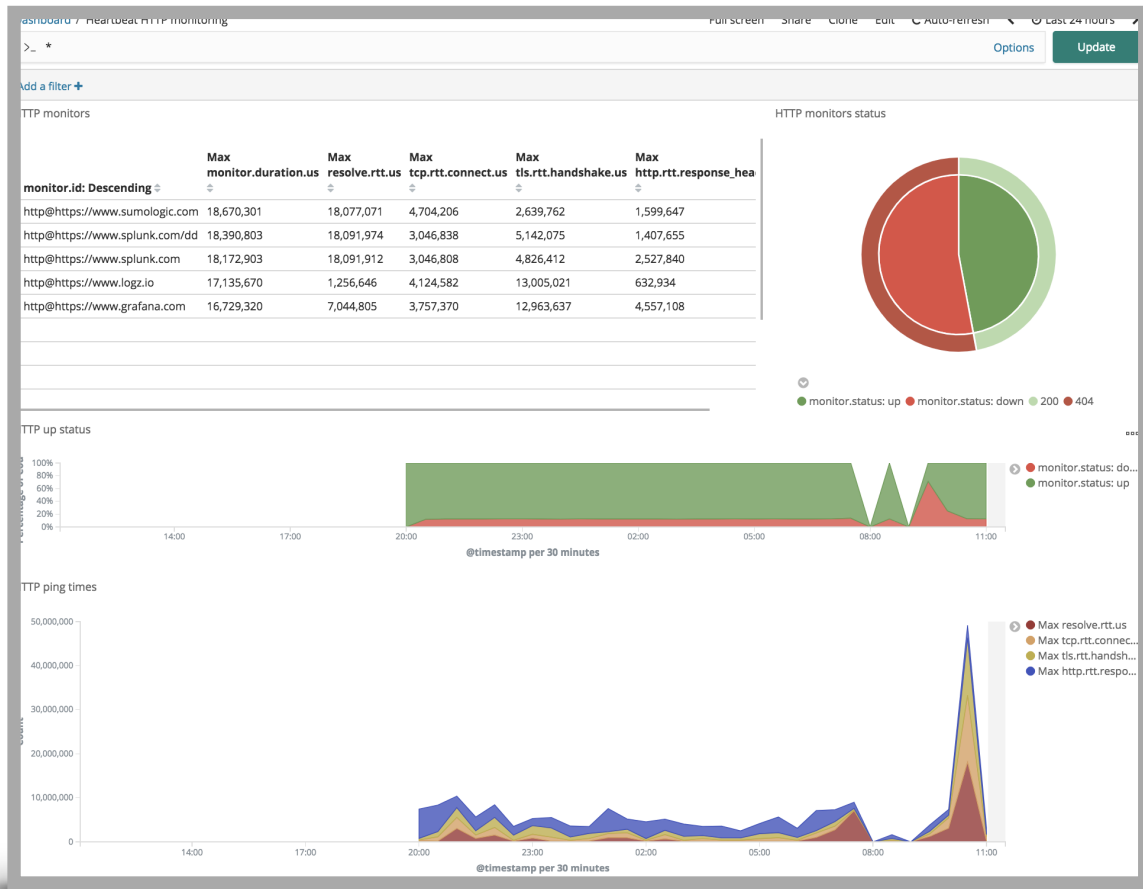 Dashboard / Heartbeat HTTP monitoring Full screen Share Clone Edit Auto-refresh Last 24 hours
>_ * Options Update
Add a filter +
TTP monitors
HTTP monitors status
monitor.id: Descending Max monitor.duration.us Max resolve.rtt.us Max tcp.rtt.connect.us Max tls.rtt.handshake.us Max http.rtt.response_hea
http@https://www.sumologic.com 18,670,301 18,077,071 4,704,206 2,639,762 1,599,647
http@https://www.splunk.com/dd 18,390,803 18,091,974 3,046,838 5,142,075 1,407,655
http@https://www.splunk.com 18,172,903 18,091,912 3,046,808 4,826,412 2,527,840
http@https://www.logz.io 17,135,670 1,256,646 4,124,582 13,005,021 632,934
http@https://www.grafana.com 16,729,320 7,044,805 3,757,370 12,963,637 4,557,108
monitor.status: up monitor.status: down 200 404
TTP up status
100%
80%
60%
40%
20%
0%
14:00 17:00 20:00 23:00 02:00 05:00 08:00 11:00
@timestamp per 30 minutes
monitor.status: do...
monitor.status: up
TTP ping times
50,000,000
40,000,000
30,000,000
20,000,000
10,000,000
0
14:00 17:00 20:00 23:00 02:00 05:00 08:00 11:00
@timestamp per 30 minutes
Max resolve.rtt.us
Max tcp.rtt.connec...
Max tls.rtt.handsh...
Max http.rtt.respo...